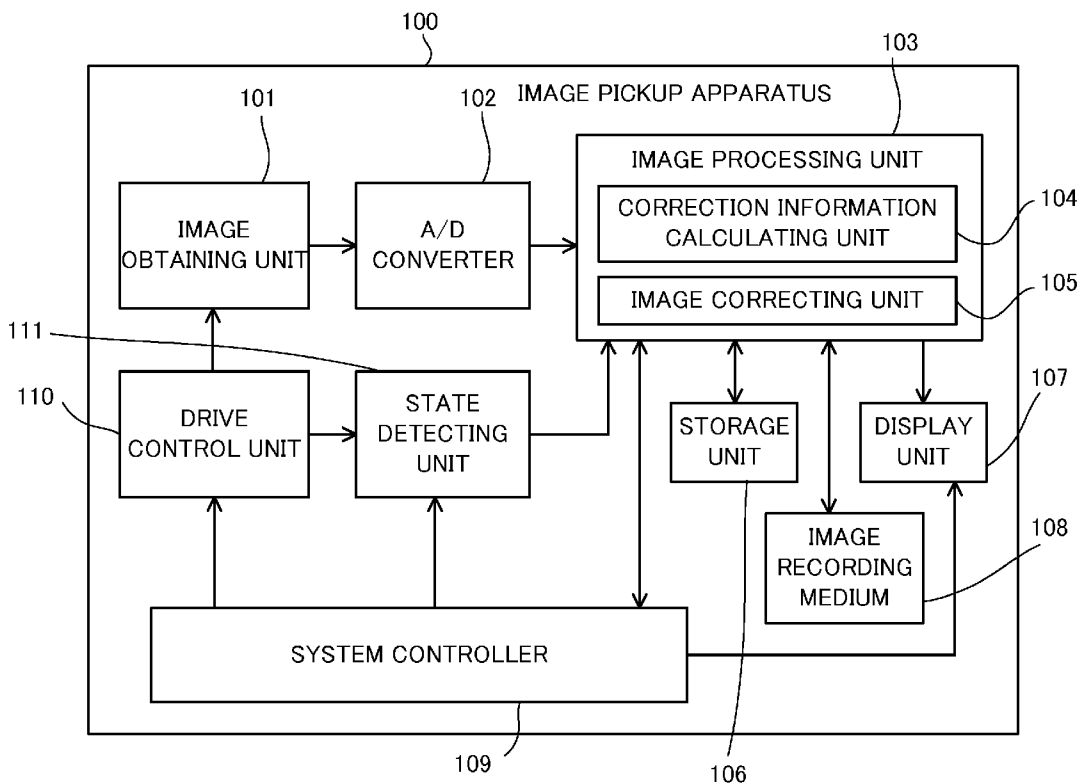 100
IMAGE PICKUP APPARATUS
103
101
102
IMAGE PROCESSING UNIT
104
CORRECTION INFORMATION
CALCULATING UNIT
IMAGE
OBTAINING UNIT
A/D
CONVERTER
105
IMAGE CORRECTING UNIT
111
110
DRIVE
CONTROL UNIT
STATE
DETECTING
UNIT
STORAGE
UNIT
DISPLAY
UNIT
107
IMAGE
RECORDING
MEDIUM
108
SYSTEM CONTROLLER
109
106